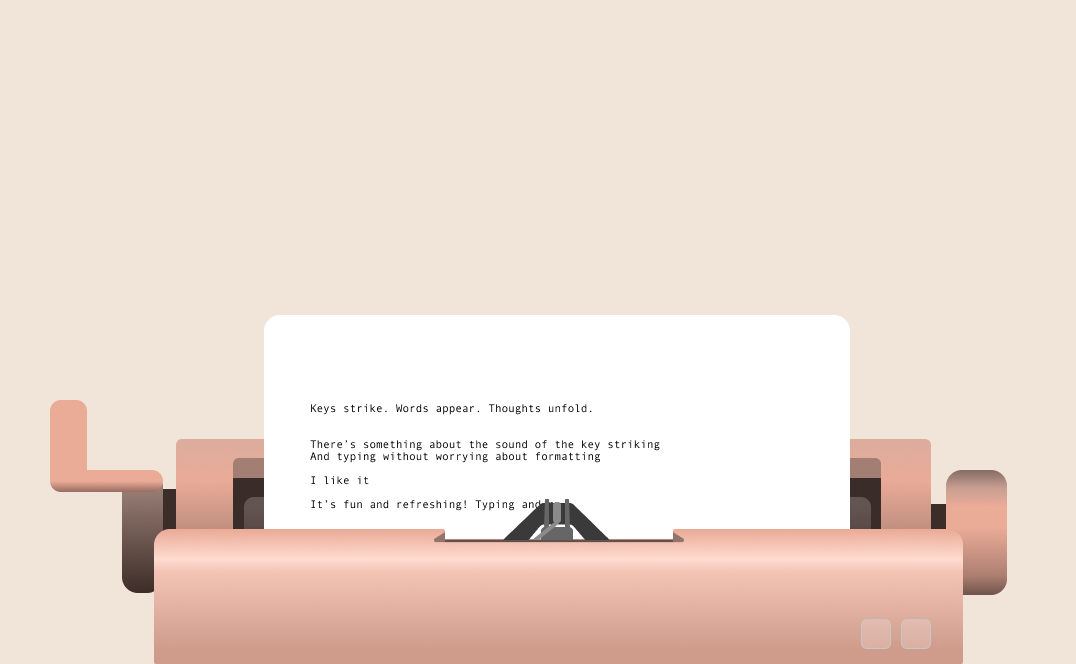 Keys strike. Words appear. Thoughts unfold.
There's something about the sound of the key striking
And typing without worrying about formatting
I like it
It's fun and refreshing! Typing and